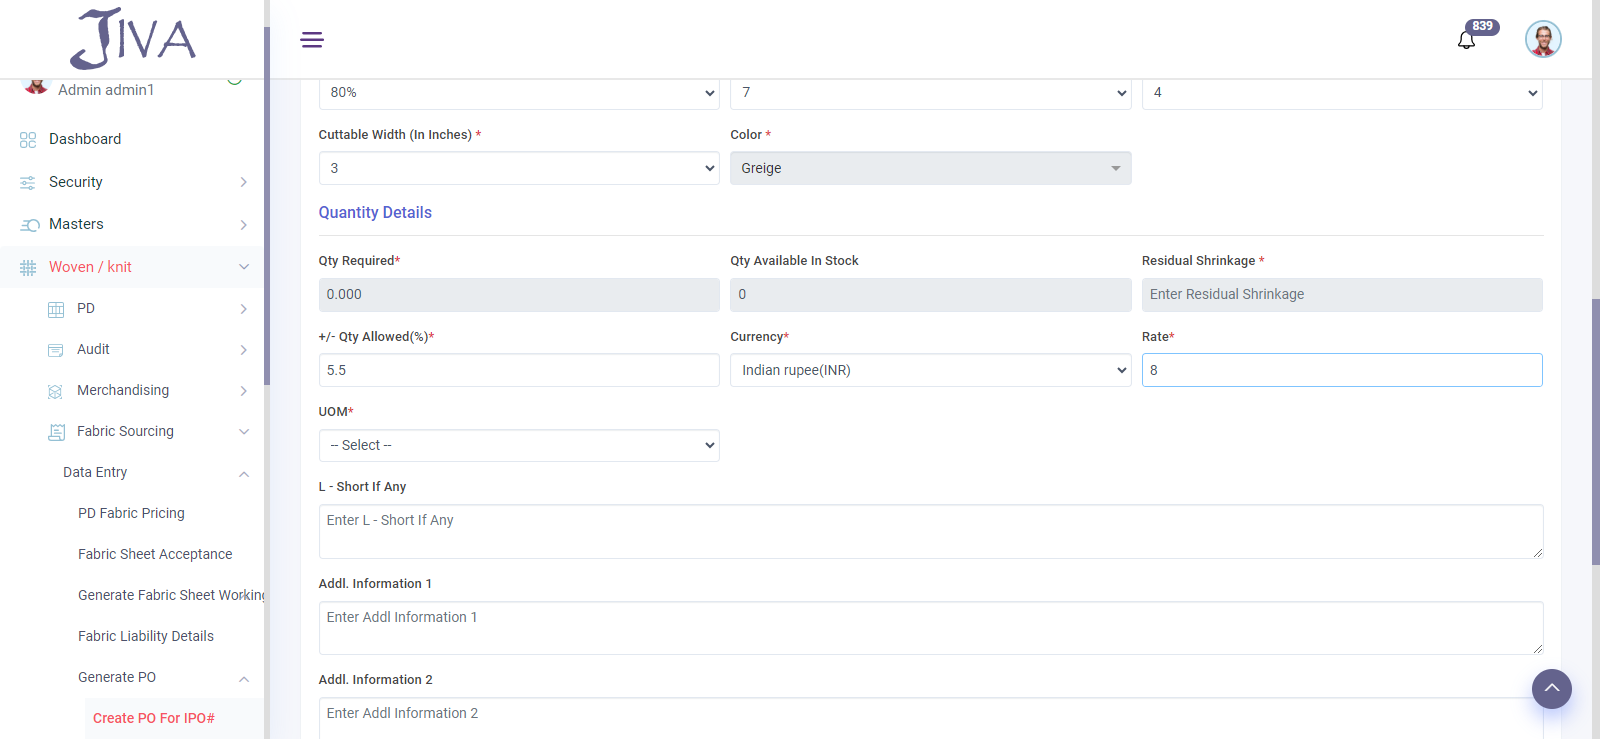 JIVA
839
Admin admin1
Dashboard
Security
Masters
Woven / knit
PD
Audit
Merchandising
Fabric Sourcing
Data Entry
PD Fabric Pricing
Fabric Sheet Acceptance
Generate Fabric Sheet Working
Fabric Liability Details
Generate PO
Create PO For IPO#
80%
7
4
Cuttable Width (In Inches) *
Color *
3
Greige
Quantity Details
Qty Required*
Qty Available In Stock
Residual Shrinkage *
0.000
0
Enter Residual Shrinkage
+/- Qty Allowed(%)*
Currency*
Rate*
5.5
Indian rupee(INR)
8
UOM*
-- Select --
L - Short If Any
Enter L - Short If Any
Addl. Information 1
Enter Addl Information 1
Addl. Information 2
Enter Addl Information 2